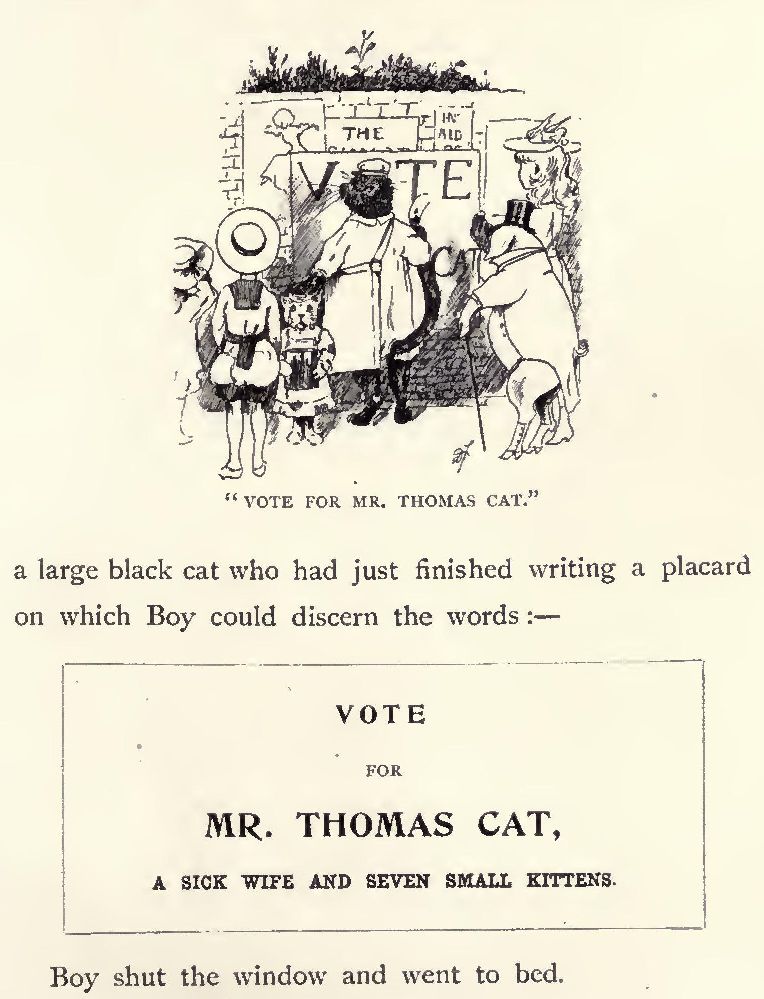 THE
IN
AID
VOTE
CAT
"VOTE FOR MR. THOMAS CAT."
a large black cat who had just finished writing a placard
on which Boy could discern the words:—
VOTE
FOR
MR. THOMAS CAT,
A SICK WIFE AND SEVEN SMALL KITTENS.
Boy shut the window and went to bed.